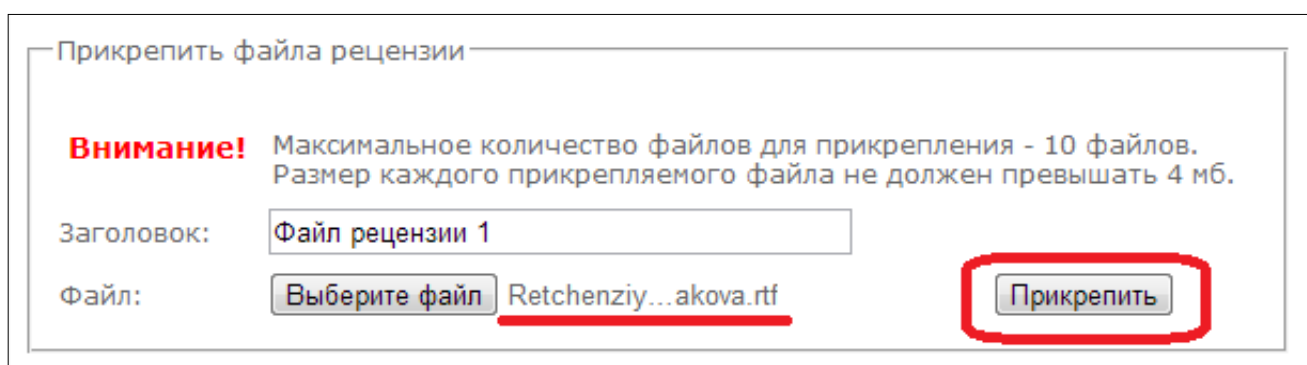 Прикрепить файла рецензии
Внимание! Максимальное количество файлов для прикрепления - 10 файлов.
Размер каждого прикрепляемого файла не должен превышать 4 мб.
Заголовок: Файл рецензии 1
Файл: Выберите файл Retchenziy...akova.rtf Прикрепить